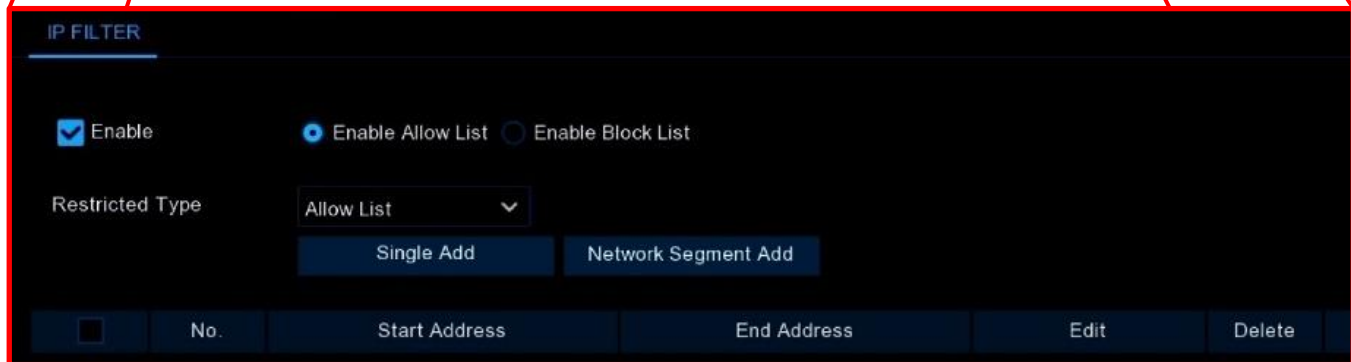 IP FILTER
Enable Enable Allow List Enable Block List
Restricted Type Allow List
Single Add Network Segment Add
No. Start Address End Address Edit Delete